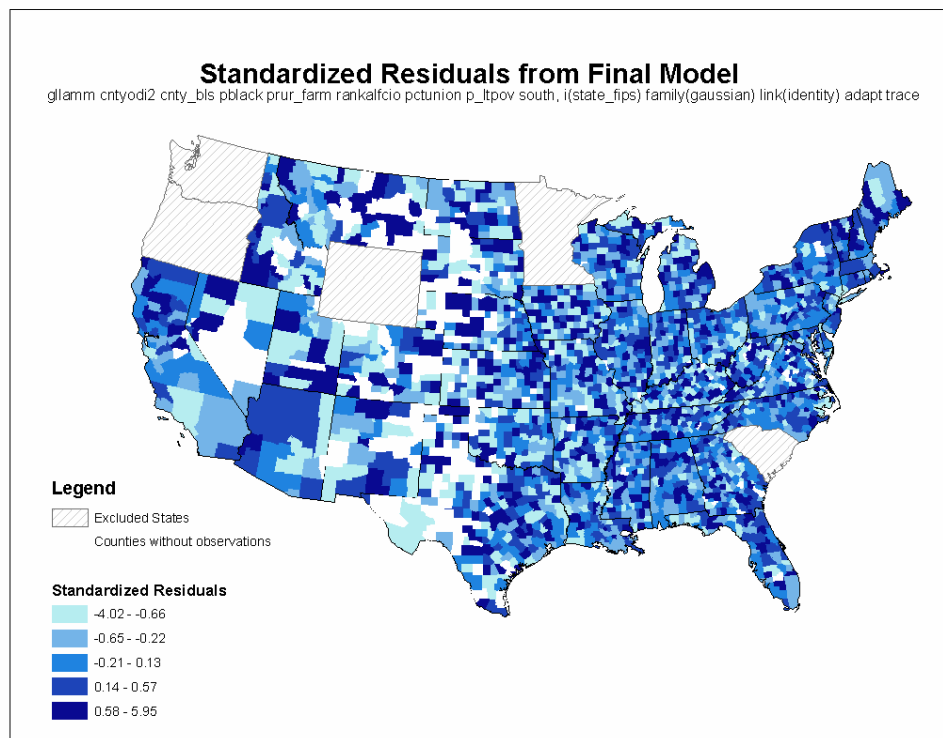 Standardized Residuals from Final Model
gllamm cntyodi2 cnty_bls pblack prur_farm rankalfcio pctunion p_ltpov south, i(state_fips) family(gaussian) link(identity) adapt trace
Legend
Excluded States
Counties without observations
Standardized Residuals
-4.02 - -0.66
-0.65 - -0.22
-0.21 - 0.13
0.14 - 0.57
0.58 - 5.95